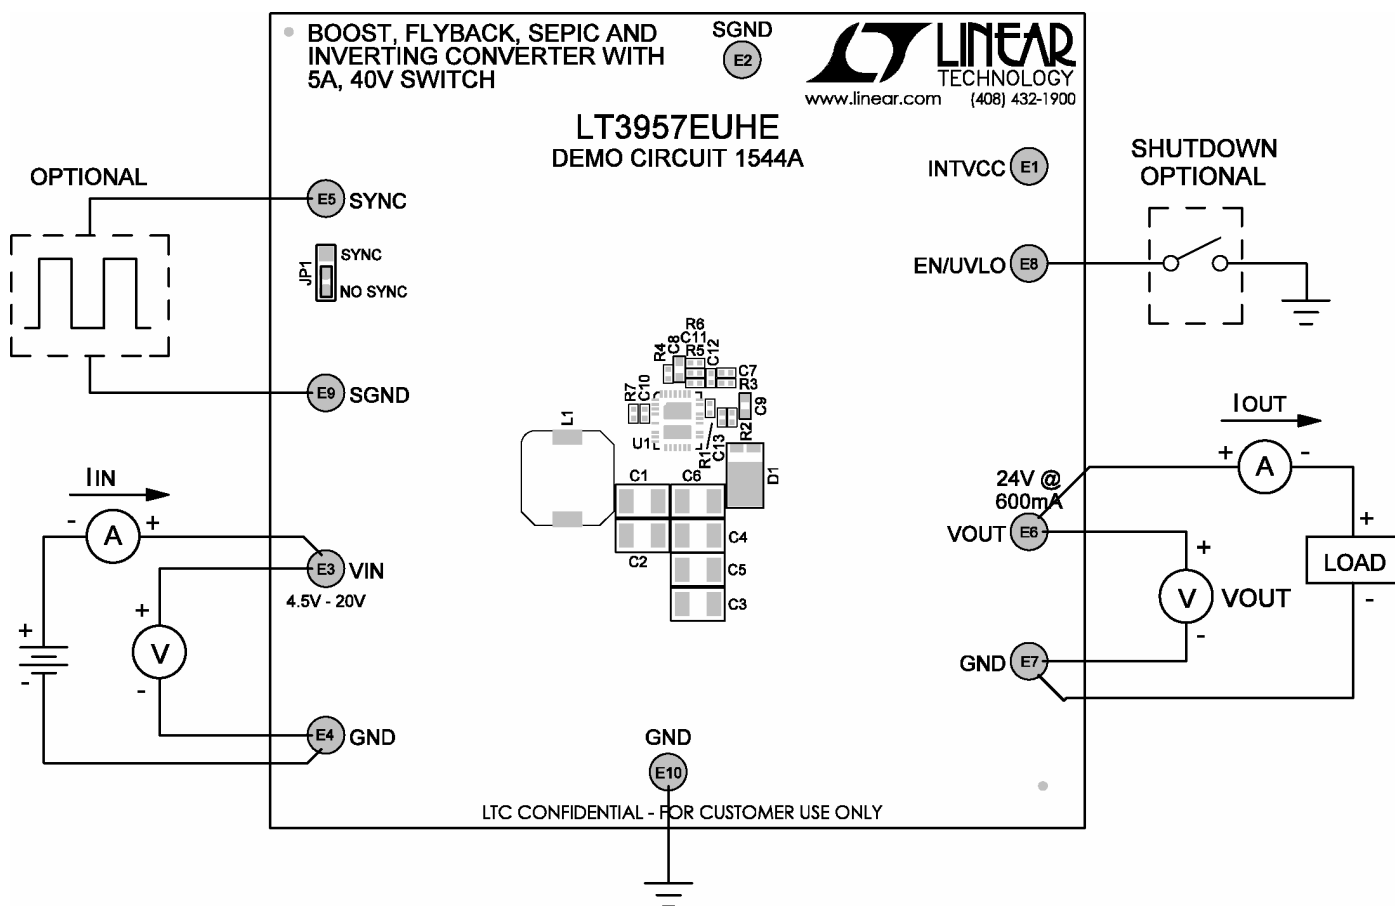 BOOST, FLYBACK, SEPIC AND
INVERTING CONVERTER WITH
5A, 40V SWITCH
SGND
E2
LINEAR
TECHNOLOGY
www.linear.com (408) 432-1900
LT3957EUHE
DEMO CIRCUIT 1544A
OPTIONAL
E5 SYNC
JP1
SYNC
NO SYNC
E9 SGND
INTVCC E1
SHUTDOWN
OPTIONAL
EN/UVLO E8
R6
C11
R5
R4
C8
C12
C7
R3
R7
C10
C9
U1
R1
C13
R2
L1
D1
C1
C6
C2
C4
C5
C3
IIN
- A +
E3 VIN
4.5V - 20V
+
V
-
+
-
E4 GND
IOUT
+ A -
24V @
600mA
VOUT E6
+
V VOUT
-
+
LOAD
-
GND E7
GND
E10
LTC CONFIDENTIAL - FOR CUSTOMER USE ONLY